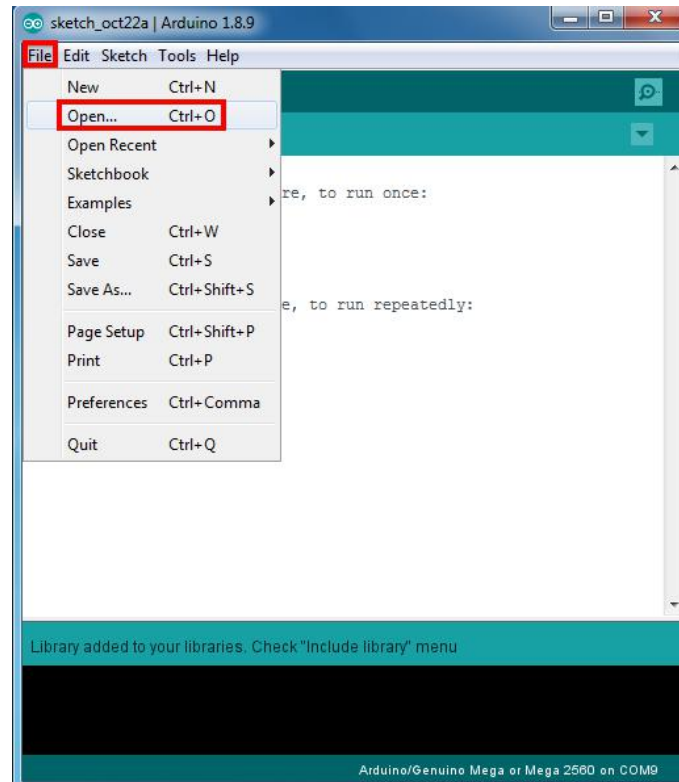 sketch_oct22a | Arduino 1.8.9
File Edit Sketch Tools Help
New Ctrl+N
Open... Ctrl+O
Open Recent
Sketchbook
Examples
Close Ctrl+W
Save Ctrl+S
Save As... Ctrl+Shift+S
Page Setup Ctrl+Shift+P
Print Ctrl+P
Preferences Ctrl+Comma
Quit Ctrl+Q
re, to run once:
e, to run repeatedly:
Library added to your libraries. Check "Include library" menu
Arduino/Genuino Mega or Mega 2560 on COM9